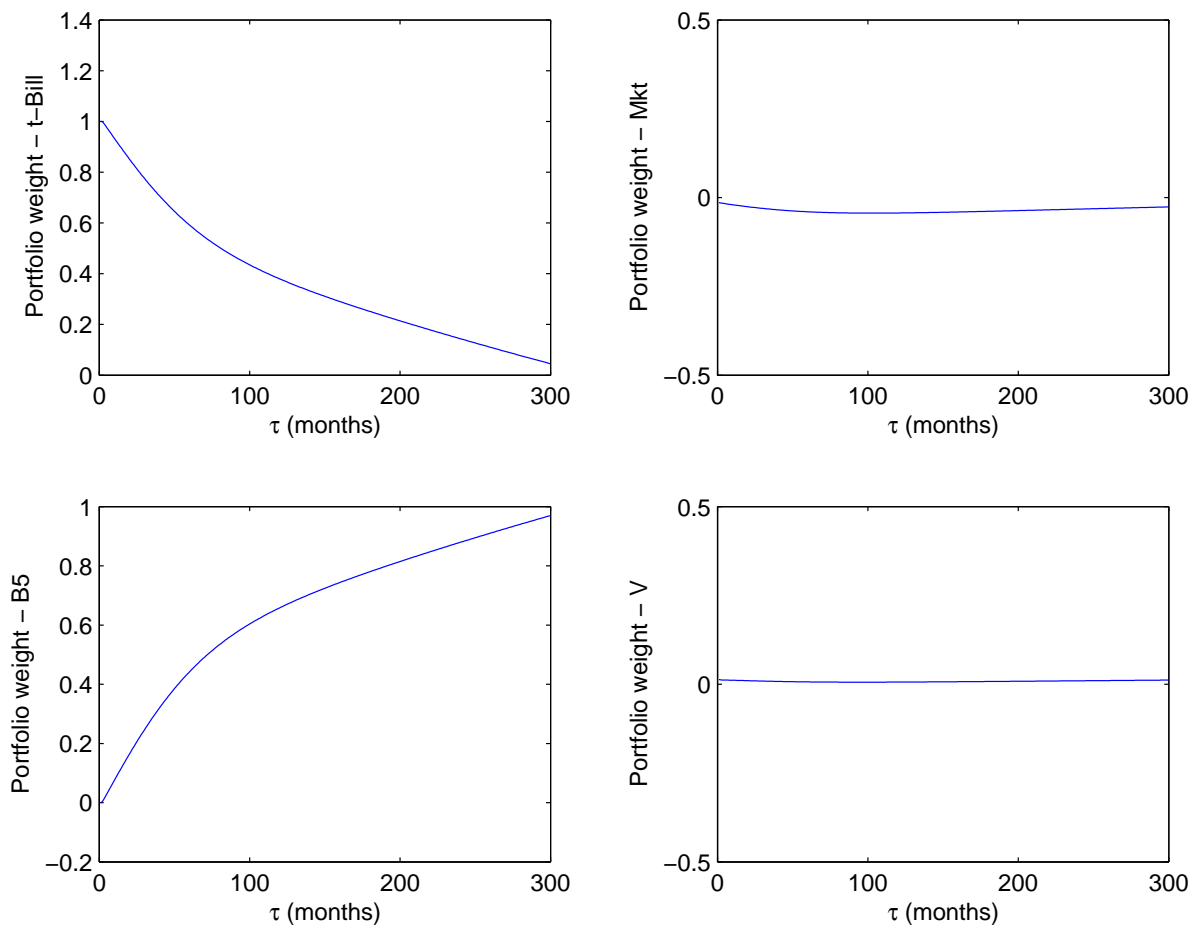 1.4
1.2
1
0.8
0.6
0.4
0.2
0
0 100 200 300
τ (months)
Portfolio weight − t−Bill
0.5
0
−0.5
0 100 200 300
τ (months)
Portfolio weight − Mkt
1
0.8
0.6
0.4
0.2
0
−0.2
0 100 200 300
τ (months)
Portfolio weight − B5
0.5
0
−0.5
0 100 200 300
τ (months)
Portfolio weight − V